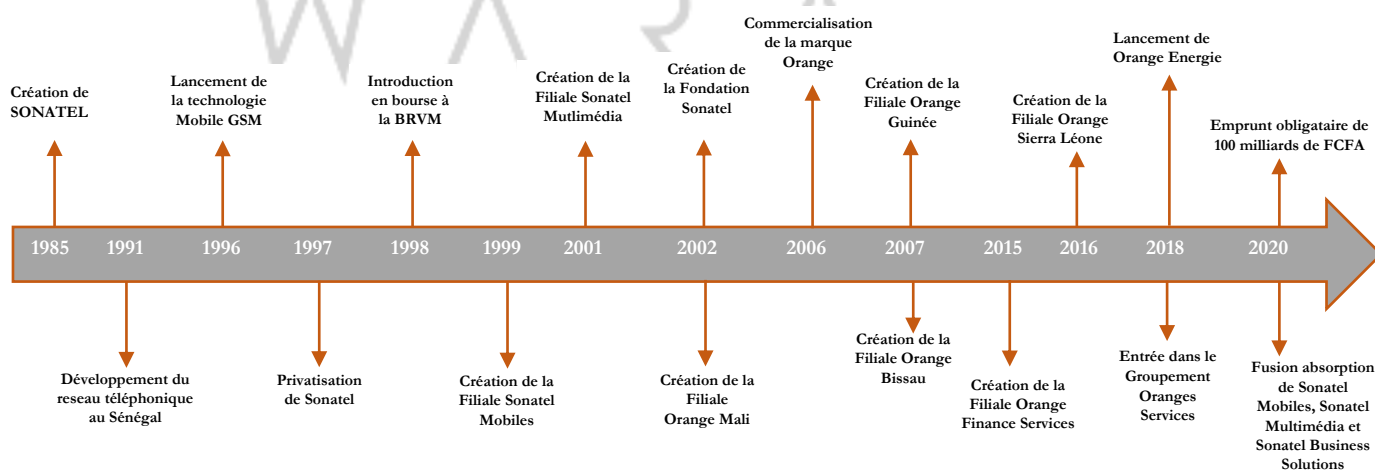 Création de
SONATEL
Lancement de
la technologie
Mobile GSM
Introduction
en bourse à
la BRVM
Création de la
Filiale Sonatel
Mutlimédia
Création de
la Fondation
Sonatel
Commercialisation
de la marque
Orange
Création de la
Filiale Orange
Guinée
Création de la
Filiale Orange
Sierra Léone
Lancement de
Orange Energie
Emprunt obligataire de
100 milliards de FCFA
1985 1991 1996 1997 1998 1999 2001 2002 2006 2007 2015 2016 2018 2020
Développement du
reseau téléphonique
au Sénégal
Privatisation
de Sonatel
Création de la
Filiale Sonatel
Mobiles
Création de la
Filiale
Orange Mali
Création de la
Filiale Orange
Bissau
Création de la
Filiale Orange
Finance Services
Entrée dans le
Groupement
Oranges
Services
Fusion absorption
de Sonatel
Mobiles, Sonatel
Multimédia et
Sonatel Business
Solutions